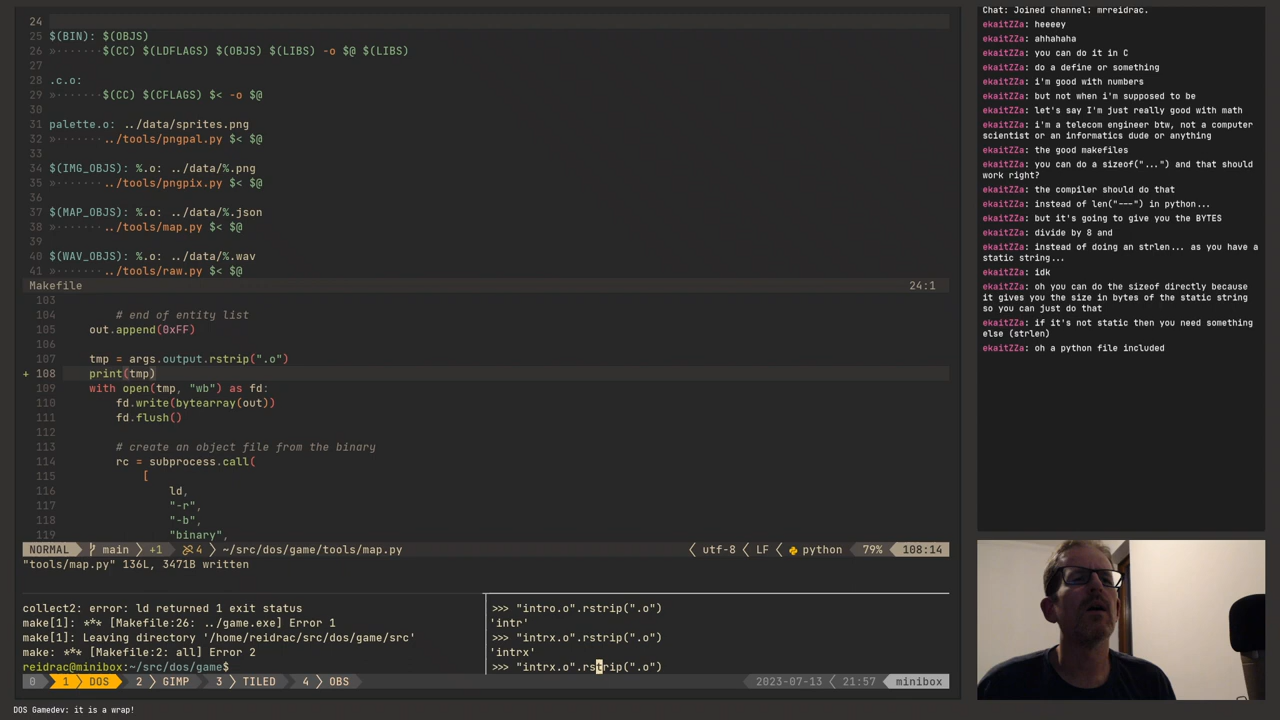 24
25 $(BIN): $(OBJS)
26 »·······$(CC) $(LDFLAGS) $(OBJS) $(LIBS) -o $@ $(LIBS)
27
28 .c.o:
29 »·······$(CC) $(CFLAGS) $< -o $@
30
31 palette.o: ../data/sprites.png
32 »·······../tools/pngpal.py $< $@
33
34 $(IMG_OBJS): %.o: ../data/%.png
35 »·······../tools/pngpix.py $< $@
36
37 $(MAP_OBJS): %.o: ../data/%.json
38 »·······../tools/map.py $< $@
39
40 $(WAV_OBJS): %.o: ../data/%.wav
41 »·······../tools/raw.py $< $@
Makefile 24:1
103
104 # end of entity list
105 out.append(0xFF)
106
107 tmp = args.output.rstrip(".o")
+ 108 print(tmp)
109 with open(tmp, "wb") as fd:
110 fd.write(bytearray(out))
111 fd.flush()
112
113 # create an object file from the binary
114 rc = subprocess.call(
115 [
116 ld,
117 "-r",
118 "-b",
119 "binary",
NORMAL main +1 4 ~/src/dos/game/tools/map.py utf-8 LF python 79% 108:14
"tools/map.py" 136L, 3471B written
collect2: error: ld returned 1 exit status
make[1]: *** [Makefile:26: ../game.exe] Error 1
make[1]: Leaving directory '/home/reidrac/src/dos/game/src'
make: *** [Makefile:2: all] Error 2
reidrac@minibox:~/src/dos/game$
>>> "intro.o".rstrip(".o")
'intr'
>>> "intrx.o".rstrip(".o")
'intrx'
>>> "intrx.o".rstrip(".o")
0 1 DOS 2 GIMP 3 TILED 4 OBS 2023-07-13 21:57 minibox
DOS Gamedev: it is a wrap!
Chat: Joined channel: mrreidrac.
ekaitZZa: heeeey
ekaitZZa: ahhahaha
ekaitZZa: you can do it in C
ekaitZZa: do a define or something
ekaitZZa: i'm good with numbers
ekaitZZa: but not when i'm supposed to be
ekaitZZa: let's say I'm just really good with math
ekaitZZa: i'm a telecom engineer btw, not a computer
scientist or an informatics dude or anything
ekaitZZa: the good makefiles
ekaitZZa: you can do a sizeof("...") and that should
work right?
ekaitZZa: the compiler should do that
ekaitZZa: instead of len("---") in python...
ekaitZZa: but it's going to give you the BYTES
ekaitZZa: divide by 8 and
ekaitZZa: instead of doing an strlen... as you have a
static string...
ekaitZZa: idk
ekaitZZa: oh you can do the sizeof directly because
it gives you the size in bytes of the static string
so you can just do that
ekaitZZa: if it's not static then you need something
else (strlen)
ekaitZZa: oh a python file included